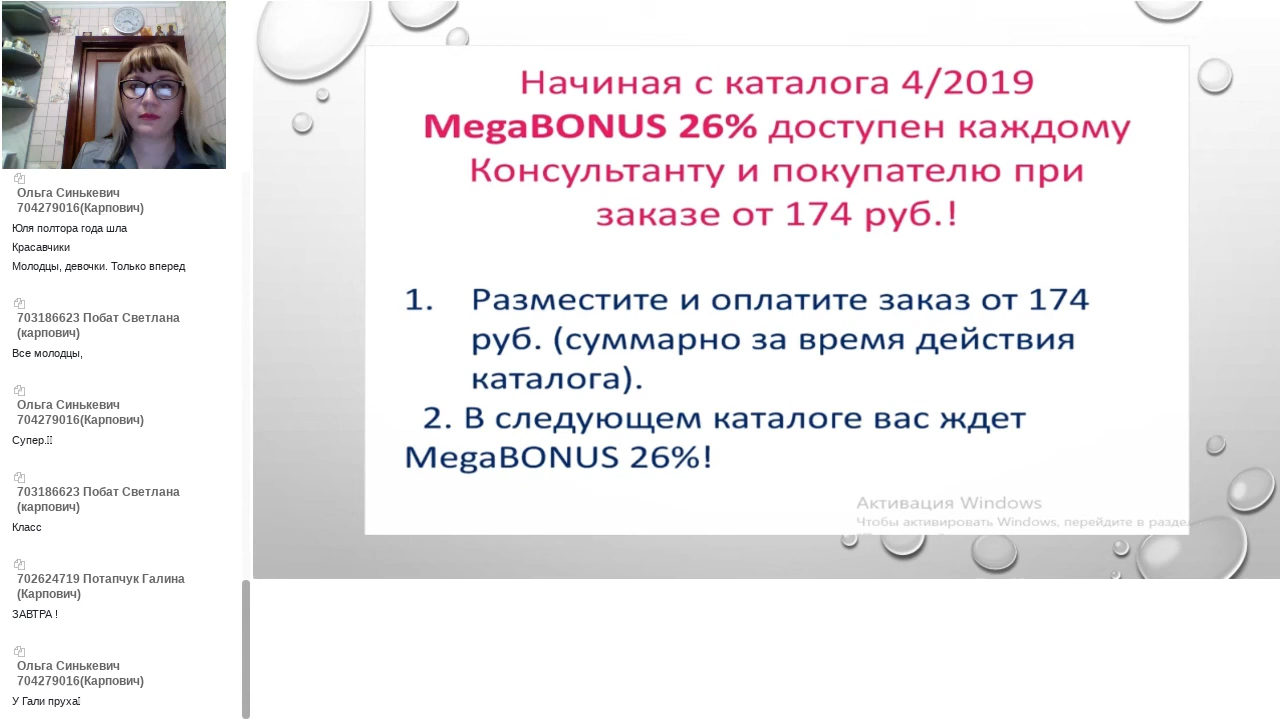 Начиная с каталога 4/2019
MegaBONUS 26% доступен каждому
Консультанту и покупателю при
заказе от 174 руб.!
1. Разместите и оплатите заказ от 174
руб. (суммарно за время действия
каталога).
2. В следующем каталоге вас ждет
MegaBONUS 26%!
Активация Windows
Чтобы активировать Windows, перейдите в
Ольга Синькевич
704279016(Карпович)
Юля полтора года шла
Красавчики
Молодцы, девочки. Только вперед
703186623 Побат Светлана
(карпович)
Все молодцы,
Ольга Синькевич
704279016(Карпович)
Супер.
703186623 Побат Светлана
(карпович)
Класс
702624719 Потапчук Галина
(Карпович)
ЗАВТРА !
Ольга Синькевич
704279016(Карпович)
У Гали пруха